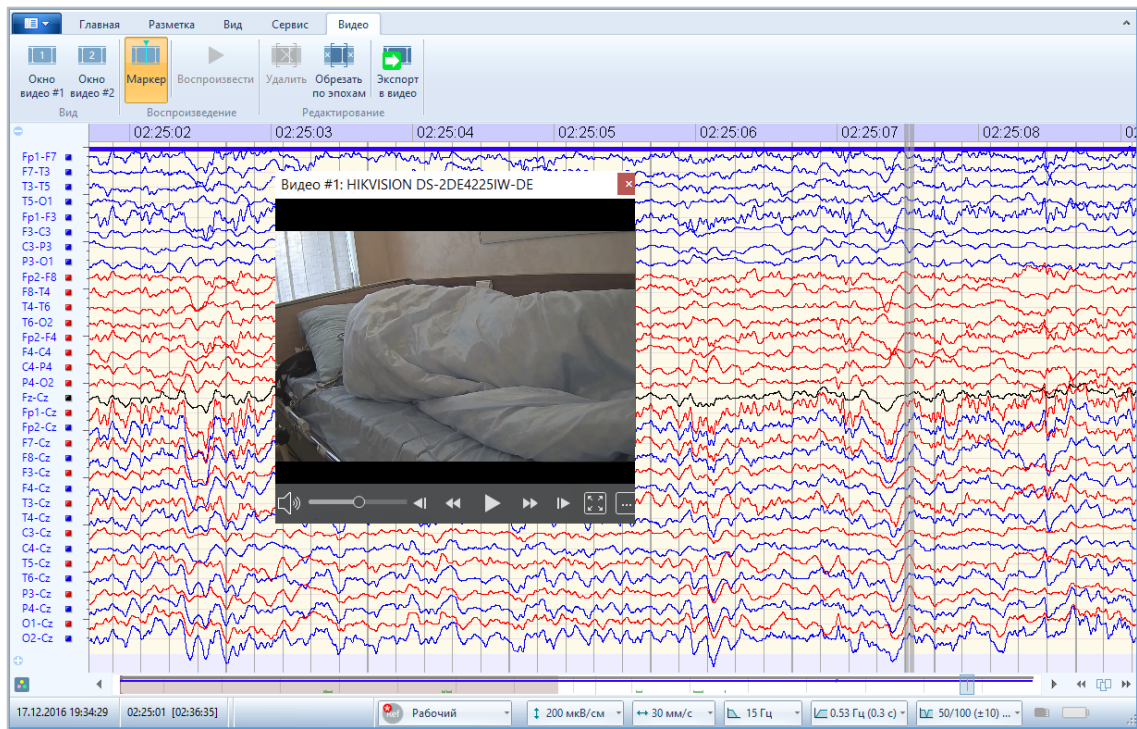 Главная Разметка Вид Сервис Видео
1 2
Окно видео #1
Окно видео #2
Маркер
Воспроизвести
Удалить
Обрезать по эпохам
Экспорт в видео
Вид Воспроизведение Редактирование
02:25:02 02:25:03 02:25:04 02:25:05 02:25:06 02:25:07 02:25:08 02
Fp1-F7
F7-T3
T3-T5
T5-O1
Fp1-F3
F3-C3
C3-P3
P3-O1
Fp2-F8
F8-T4
T4-T6
T6-O2
Fp2-F4
F4-C4
C4-P4
P4-O2
Fz-Cz
Fp1-Cz
Fp2-Cz
F7-Cz
F8-Cz
F3-Cz
F4-Cz
T3-Cz
T4-Cz
C3-Cz
C4-Cz
T5-Cz
T6-Cz
P3-Cz
P4-Cz
O1-Cz
O2-Cz
Видео #1: HIKVISION DS-2DE4225IW-DE
17.12.2016 19:34:29 02:25:01 [02:36:35] Ref Рабочий 200 мкВ/см 30 мм/с 15 Гц 0.53 Гц (0.3 с) 50/100 (±10) ...